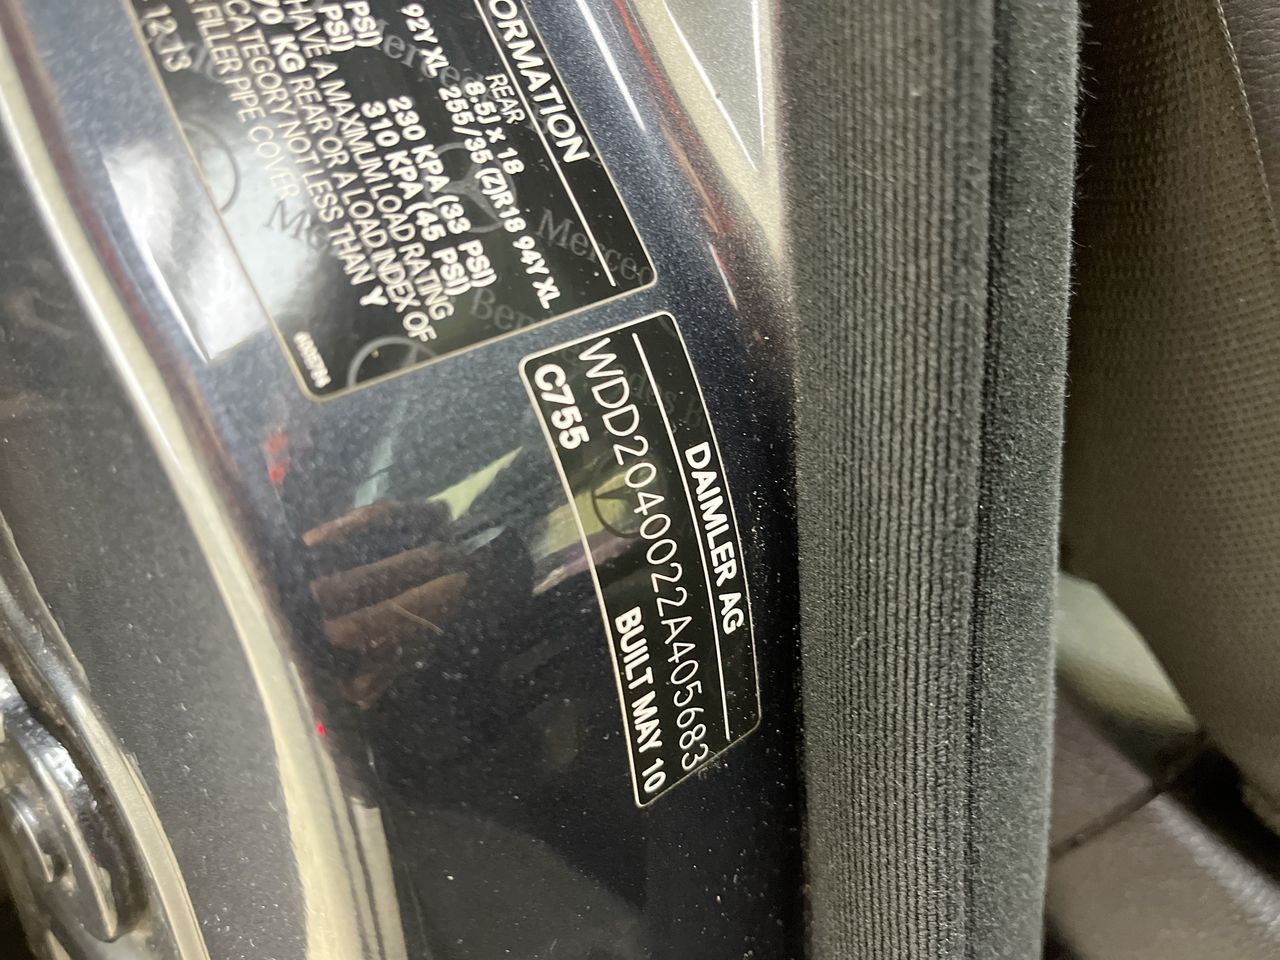 ORMATION
REAR
8.5J x 18
92Y XL 255/35 (Z)R18 94Y XL
PSI) 230 KPA (33 PSI)
PSI) 310 KPA (45 PSI)
HAVE A MAXIMUM LOAD RATING
70 KG REAR OR A LOAD INDEX OF
CATEGORY NOT LESS THAN Y
FILLER PIPE COVER
12.13
DAIMLER AG
WDD2040022A405683
C755 BUILT MAY 10